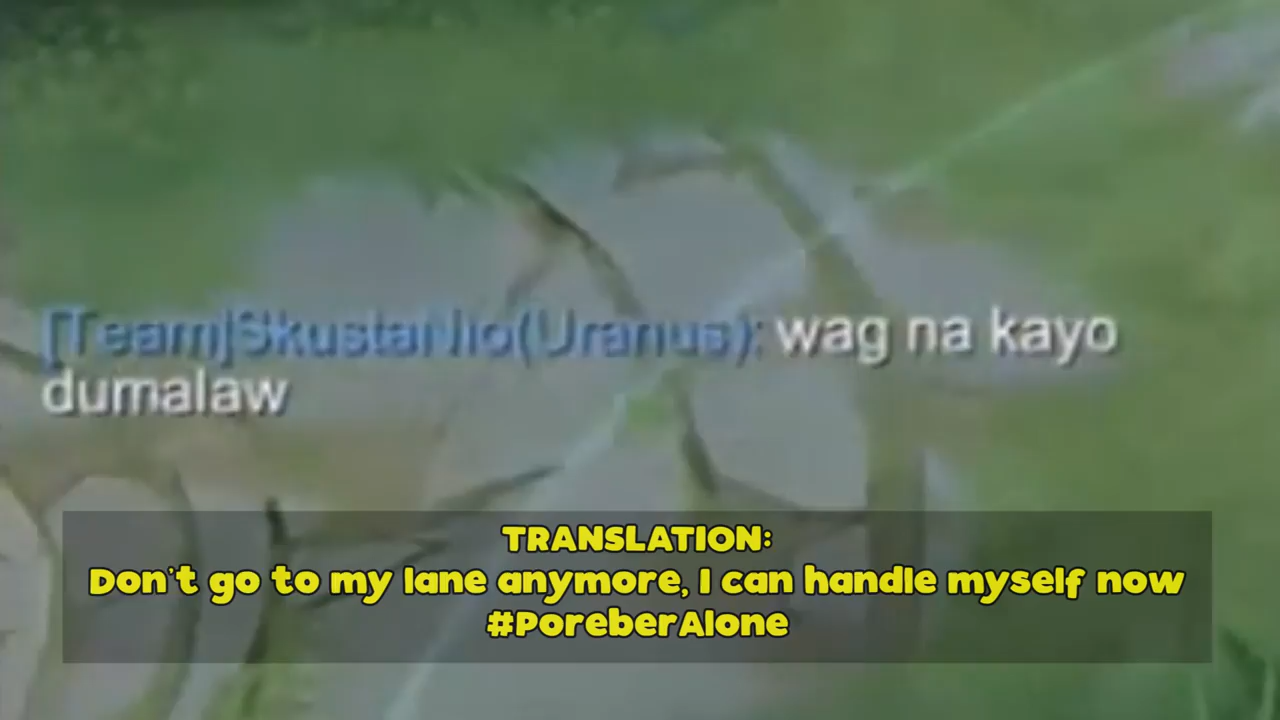 [Team]SkustaNio(Uranus): wag na kayo
dumalaw
TRANSLATION:
Don't go to my lane anymore, I can handle myself now
#PoreberAlone